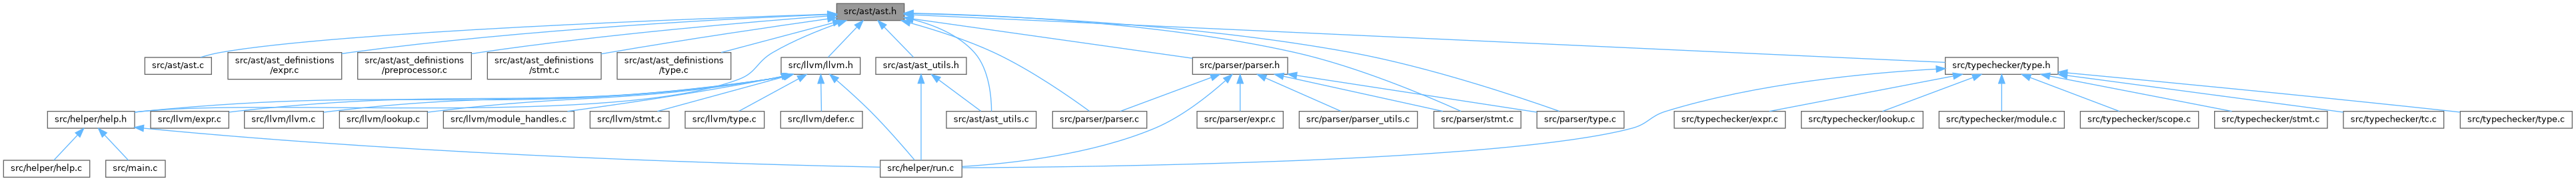 src/ast/ast.h
src/ast/ast.c
src/ast/ast_definitions
/expr.c
src/ast/ast_definitions
/preprocessor.c
src/ast/ast_definitions
/stmt.c
src/ast/ast_definitions
/type.c
src/llvm/llvm.h
src/ast/ast_utils.h
src/parser/parser.h
src/typechecker/type.h
src/helper/help.h
src/llvm/expr.c
src/llvm/llvm.c
src/llvm/lookup.c
src/llvm/module_handles.c
src/llvm/stmt.c
src/llvm/type.c
src/llvm/defer.c
src/ast/ast_utils.c
src/parser/parser.c
src/parser/expr.c
src/parser/parser_utils.c
src/parser/stmt.c
src/parser/type.c
src/typechecker/expr.c
src/typechecker/lookup.c
src/typechecker/module.c
src/typechecker/scope.c
src/typechecker/stmt.c
src/typechecker/tc.c
src/typechecker/type.c
src/helper/help.c
src/main.c
src/helper/run.c